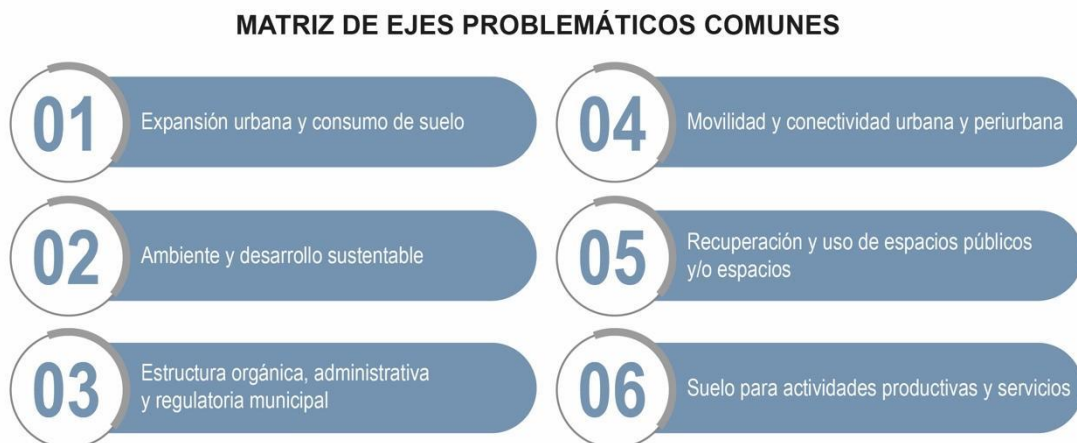 MATRIZ DE EJES PROBLEMÁTICOS COMUNES
01
Expansión urbana y consumo de suelo
02
Ambiente y desarrollo sustentable
03
Estructura orgánica, administrativa
y regulatoria municipal
04
Movilidad y conectividad urbana y periurbana
05
Recuperación y uso de espacios públicos
y/o espacios
06
Suelo para actividades productivas y servicios